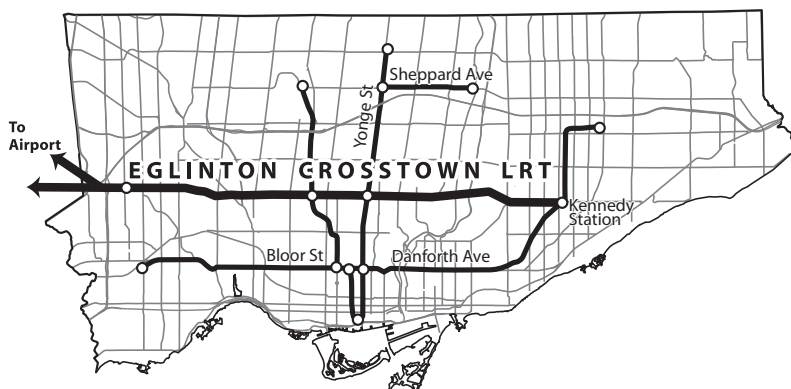 Sheppard Ave
Yonge St
To
Airport
EGLINTON CROSSTOWN LRT
Kennedy
Station
Bloor St
Danforth Ave